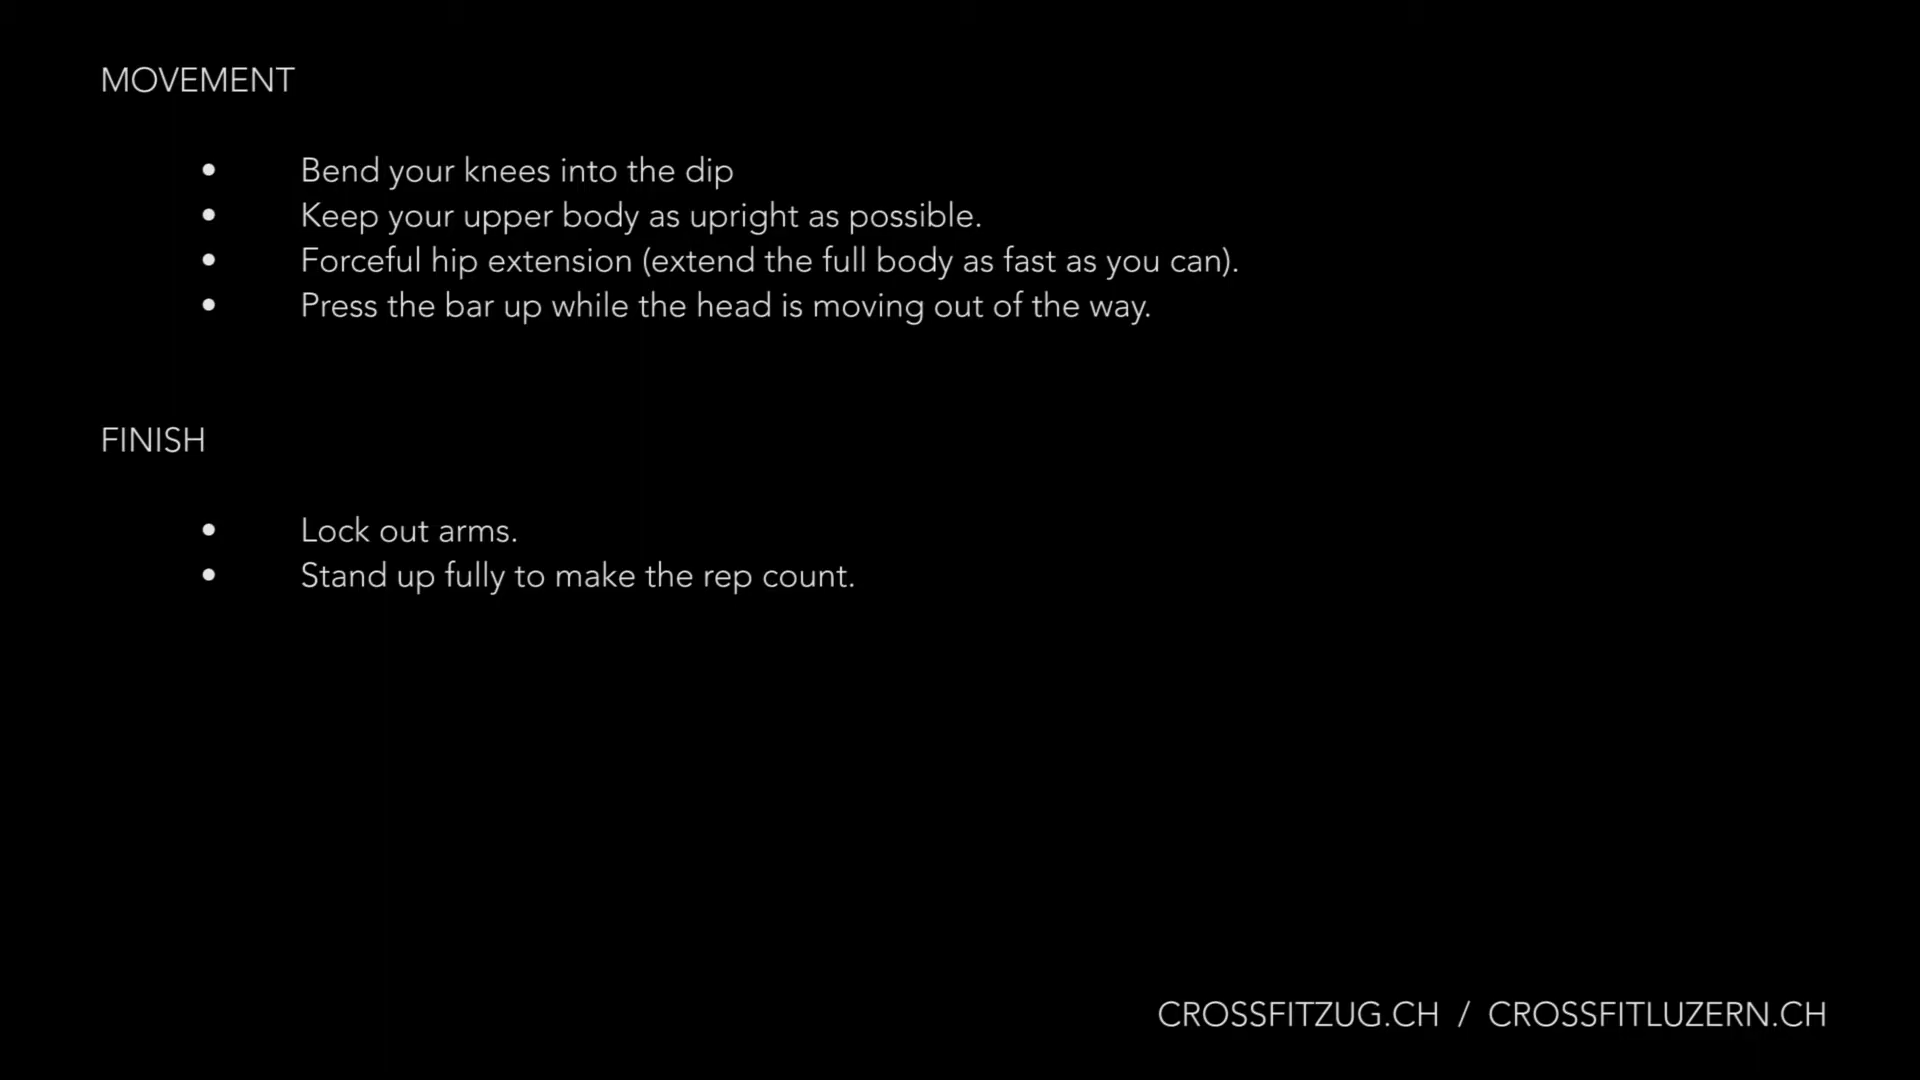 MOVEMENT
• Bend your knees into the dip
• Keep your upper body as upright as possible.
• Forceful hip extension (extend the full body as fast as you can).
• Press the bar up while the head is moving out of the way.
FINISH
• Lock out arms.
• Stand up fully to make the rep count.
CROSSFITZUG.CH / CROSSFITLUZERN.CH